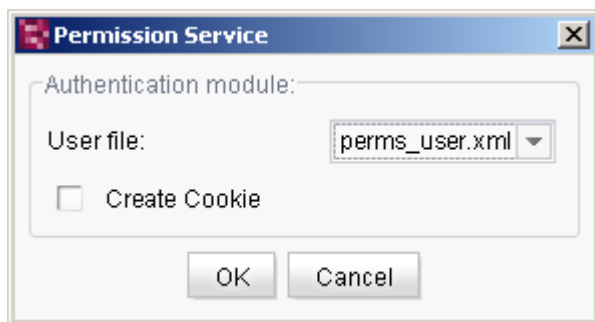 Permission Service
Authentication module:
User file: perms_user.xml
Create Cookie
OK Cancel